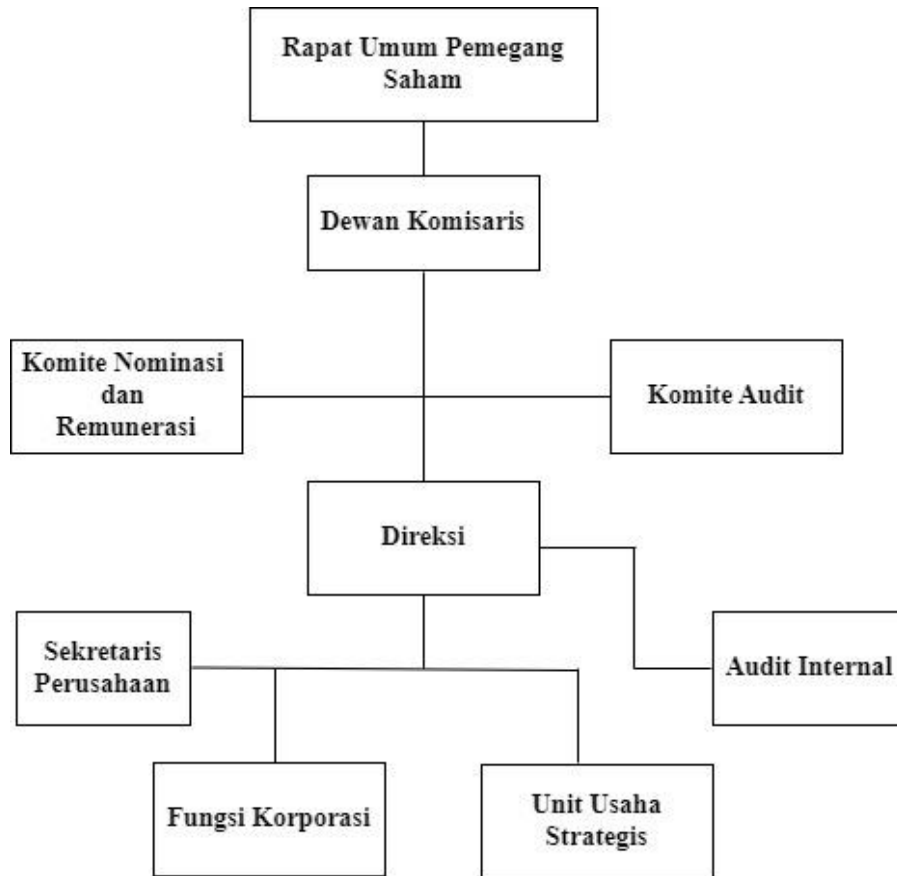 Rapat Umum Pemegang
Saham
Dewan Komisaris
Komite Nominasi
dan
Remunerasi
Komite Audit
Direksi
Sekretaris
Perusahaan
Audit Internal
Fungsi Korporasi
Unit Usaha
Strategis